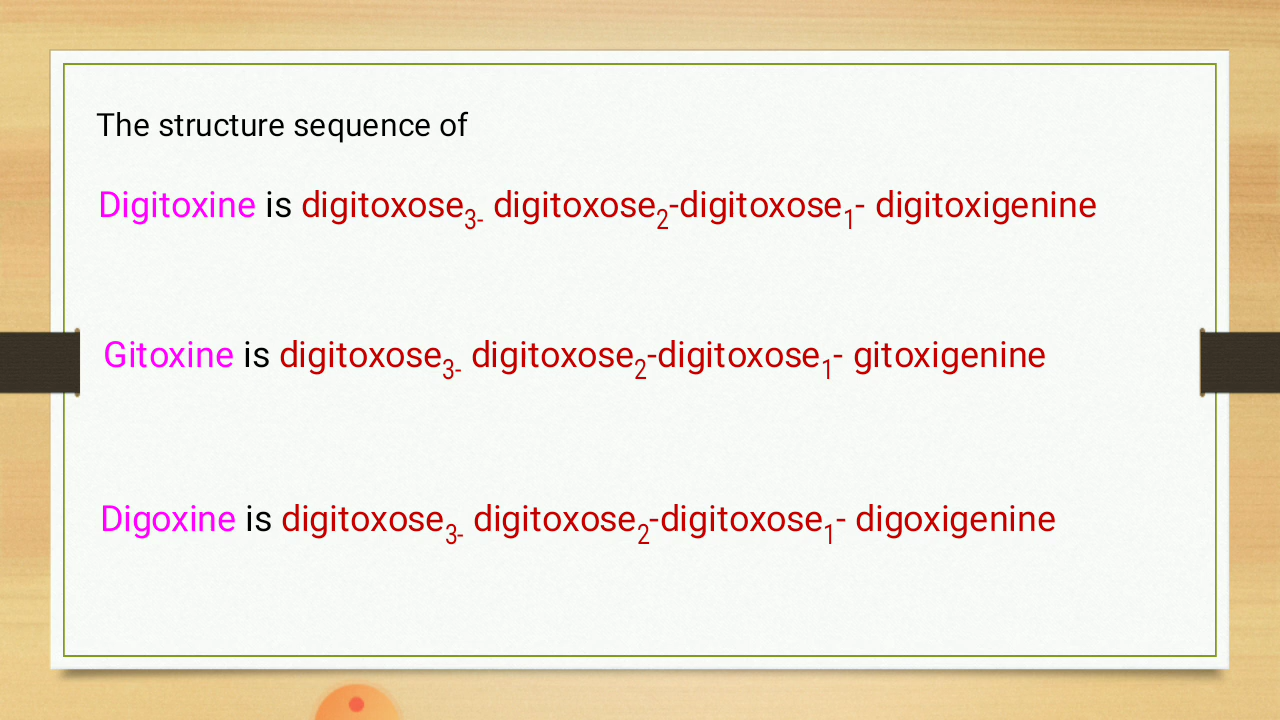 The structure sequence of
Digitoxine is digitoxose3- digitoxose2-digitoxose1- digitoxigenine
Gitoxine is digitoxose3- digitoxose2-digitoxose1- gitoxigenine
Digoxine is digitoxose3- digitoxose2-digitoxose1- digoxigenine